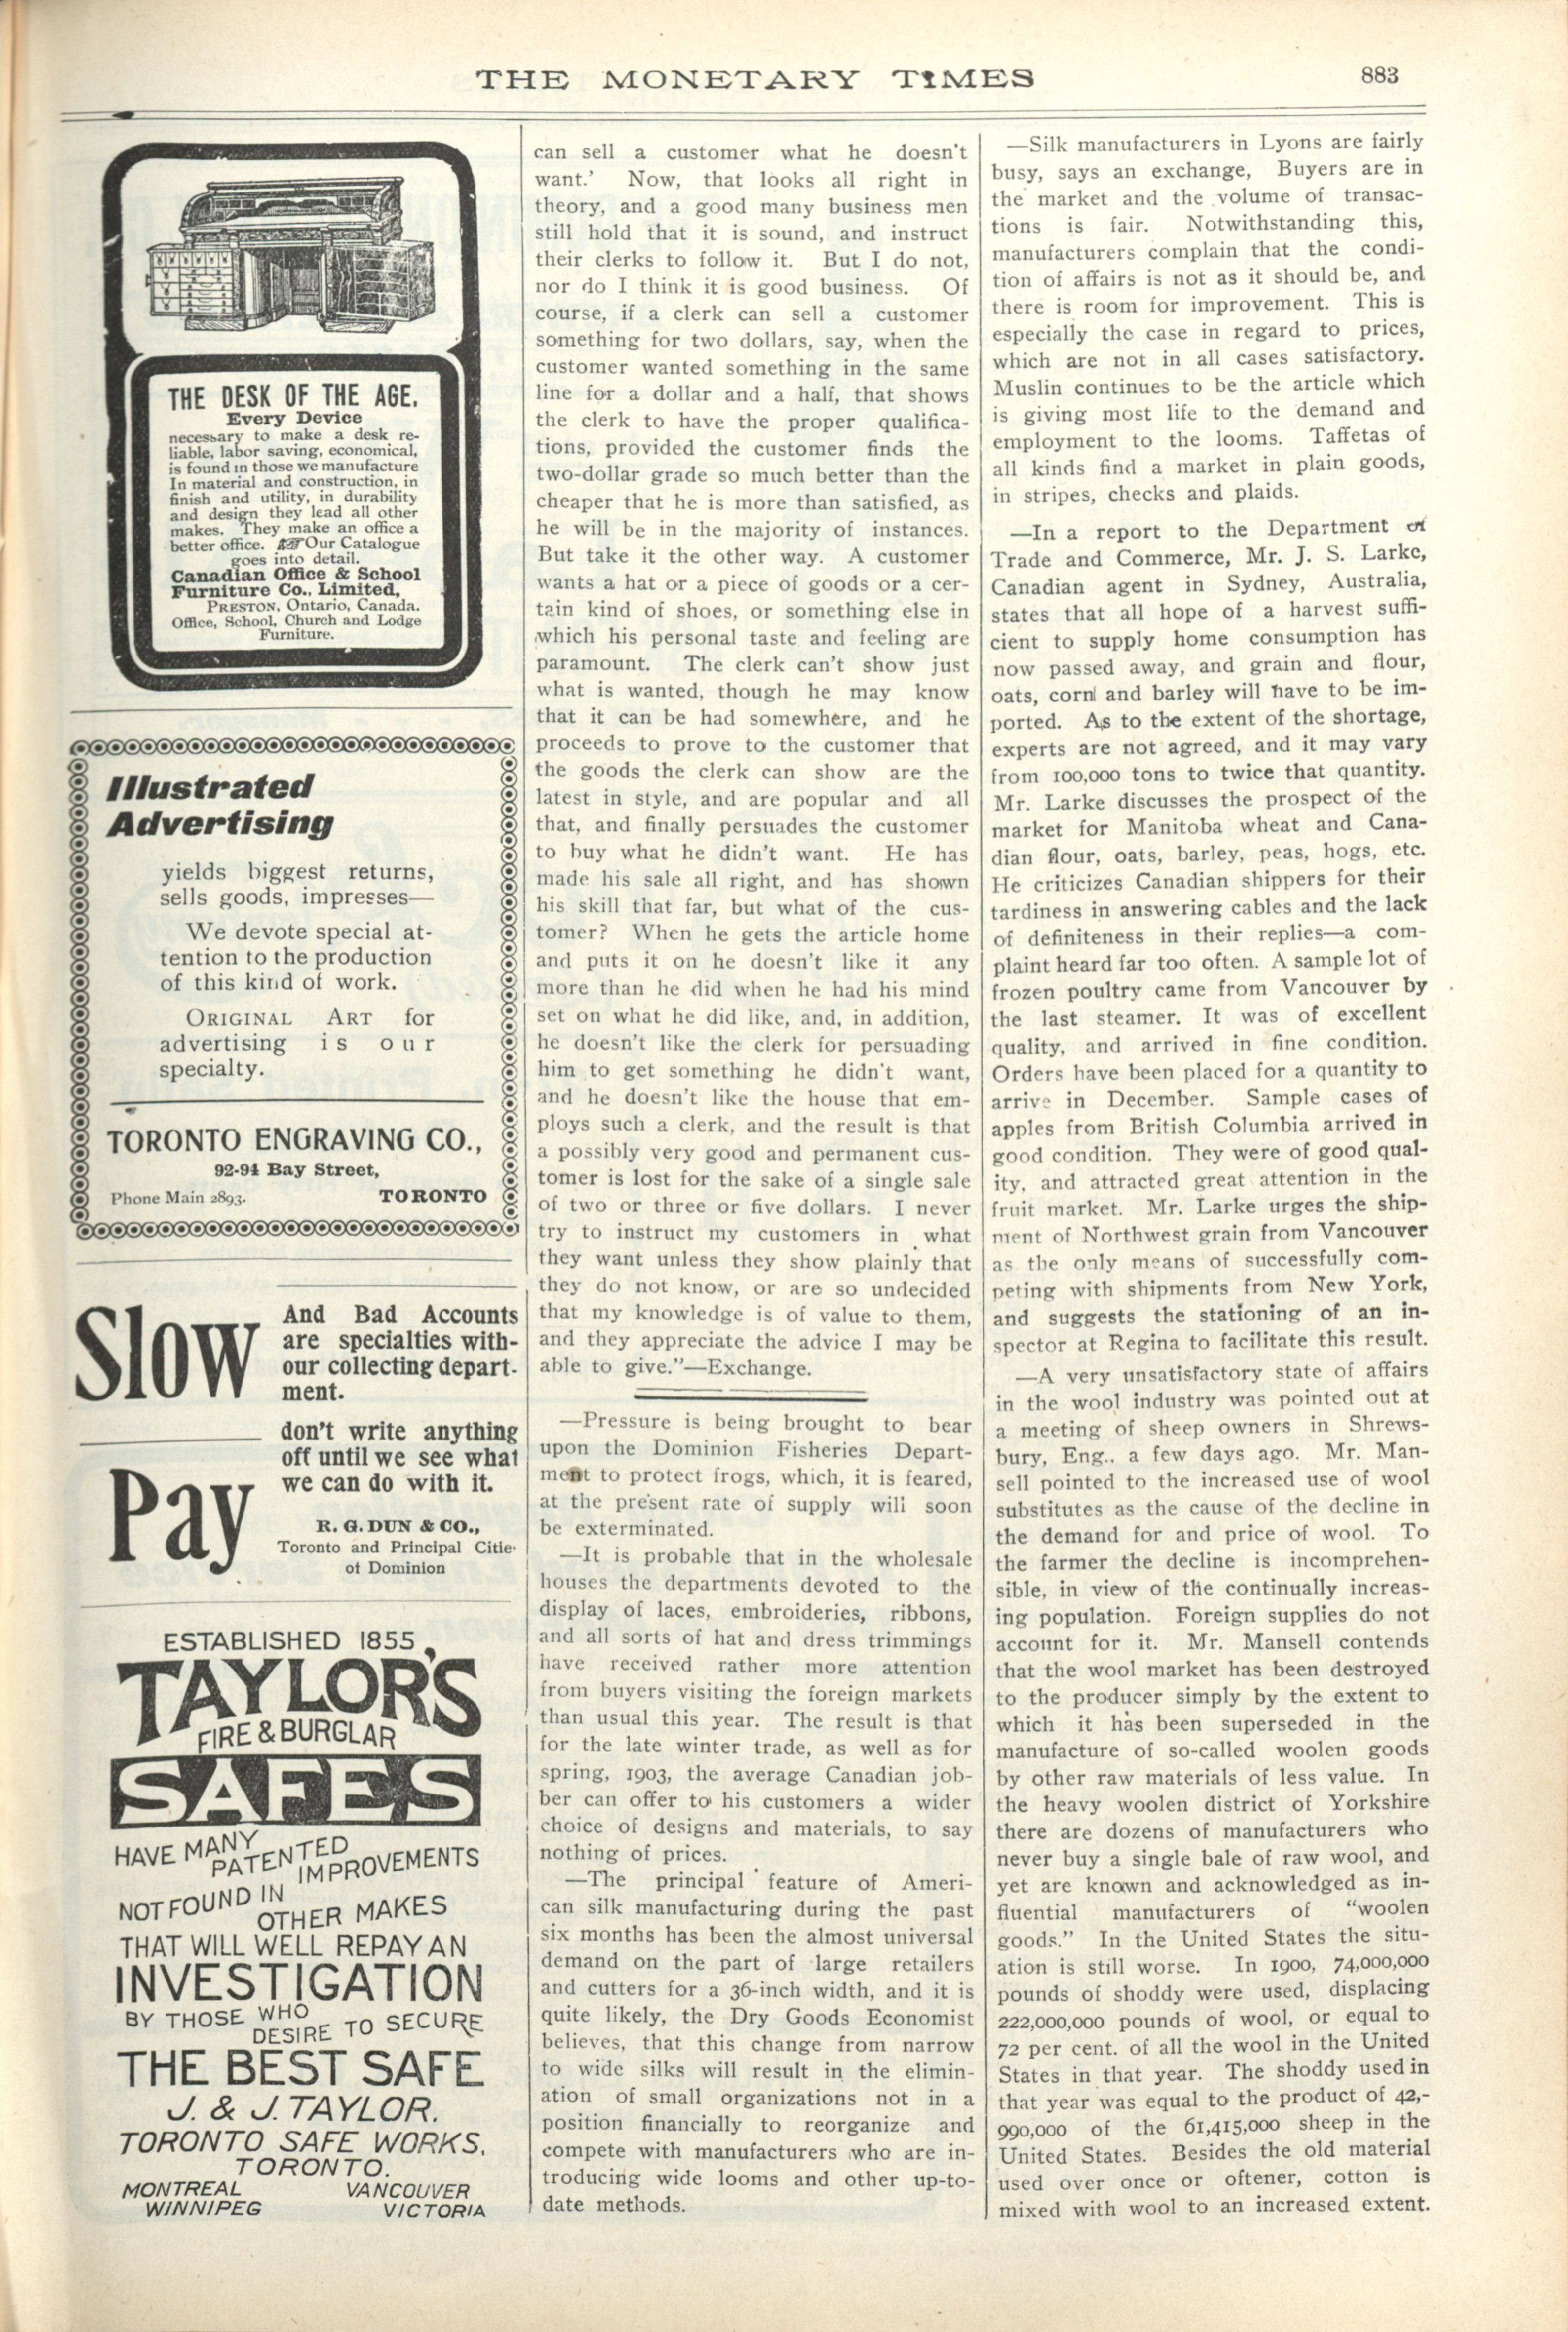 THE MONETARY TIMES
883
THE DESK OF THE AGE.
Every Device
necessary to make a desk re-
liable, labor saving, economical,
is found in those we manufacture
In material and construction, in
finish and utility, in durability
and design they lead all other
makes. They make an office a
better office. ☞Our Catalogue
goes into detail.
Canadian Office & School
Furniture Co., Limited,
PRESTON, Ontario, Canada.
Office, School, Church and Lodge
Furniture.
Illustrated
Advertising
yields biggest returns,
sells goods, impresses—
We devote special at-
tention to the production
of this kind of work.
ORIGINAL ART for
advertising is our
specialty.
TORONTO ENGRAVING CO.,
92-94 Bay Street,
Phone Main 2893. TORONTO
Slow
And Bad Accounts
are specialties with-
our collecting depart-
ment.
Pay
don't write anything
off until we see what
we can do with it.
R. G. DUN & CO.,
Toronto and Principal Citie
of Dominion
ESTABLISHED 1855
TAYLOR'S
FIRE & BURGLAR
SAFES
HAVE MANY
PATENTED
IMPROVEMENTS
NOT FOUND IN
OTHER MAKES
THAT WILL WELL REPAY AN
INVESTIGATION
BY THOSE WHO
DESIRE TO SECURE
THE BEST SAFE
J. & J. TAYLOR.
TORONTO SAFE WORKS,
TORONTO.
MONTREAL VANCOUVER
WINNIPEG VICTORIA
can sell a customer what he doesn't
want.' Now, that looks all right in
theory, and a good many business men
still hold that it is sound, and instruct
their clerks to follow it. But I do not,
nor do I think it is good business. Of
course, if a clerk can sell a customer
something for two dollars, say, when the
customer wanted something in the same
line for a dollar and a half, that shows
the clerk to have the proper qualifica-
tions, provided the customer finds the
two-dollar grade so much better than the
cheaper that he is more than satisfied, as
he will be in the majority of instances.
But take it the other way. A customer
wants a hat or a piece of goods or a cer-
tain kind of shoes, or something else in
which his personal taste and feeling are
paramount. The clerk can't show just
what is wanted, though he may know
that it can be had somewhere, and he
proceeds to prove to the customer that
the goods the clerk can show are the
latest in style, and are popular and all
that, and finally persuades the customer
to buy what he didn't want. He has
made his sale all right, and has shown
his skill that far, but what of the cus-
tomer? When he gets the article home
and puts it on he doesn't like it any
more than he did when he had his mind
set on what he did like, and, in addition,
he doesn't like the clerk for persuading
him to get something he didn't want,
and he doesn't like the house that em-
ploys such a clerk, and the result is that
a possibly very good and permanent cus-
tomer is lost for the sake of a single sale
of two or three or five dollars. I never
try to instruct my customers in what
they want unless they show plainly that
they do not know, or are so undecided
that my knowledge is of value to them,
and they appreciate the advice I may be
able to give."—Exchange.
—Pressure is being brought to bear
upon the Dominion Fisheries Depart-
ment to protect frogs, which, it is feared,
at the present rate of supply will soon
be exterminated.
—It is probable that in the wholesale
houses the departments devoted to the
display of laces, embroideries, ribbons,
and all sorts of hat and dress trimmings
have received rather more attention
from buyers visiting the foreign markets
than usual this year. The result is that
for the late winter trade, as well as for
spring, 1903, the average Canadian job-
ber can offer to his customers a wider
choice of designs and materials, to say
nothing of prices.
—The principal feature of Ameri-
can silk manufacturing during the past
six months has been the almost universal
demand on the part of large retailers
and cutters for a 36-inch width, and it is
quite likely, the Dry Goods Economist
believes, that this change from narrow
to wide silks will result in the elimin-
ation of small organizations not in a
position financially to reorganize and
compete with manufacturers who are in-
troducing wide looms and other up-to-
date methods.
—Silk manufacturers in Lyons are fairly
busy, says an exchange, Buyers are in
the market and the volume of transac-
tions is fair. Notwithstanding this,
manufacturers complain that the condi-
tion of affairs is not as it should be, and
there is room for improvement. This is
especially the case in regard to prices,
which are not in all cases satisfactory.
Muslin continues to be the article which
is giving most life to the demand and
employment to the looms. Taffetas of
all kinds find a market in plain goods,
in stripes, checks and plaids.
—In a report to the Department of
Trade and Commerce, Mr. J. S. Larke,
Canadian agent in Sydney, Australia,
states that all hope of a harvest suffi-
cient to supply home consumption has
now passed away, and grain and flour,
oats, corn and barley will have to be im-
ported. As to the extent of the shortage,
experts are not agreed, and it may vary
from 100,000 tons to twice that quantity.
Mr. Larke discusses the prospect of the
market for Manitoba wheat and Cana-
dian flour, oats, barley, peas, hogs, etc.
He criticizes Canadian shippers for their
tardiness in answering cables and the lack
of definiteness in their replies—a com-
plaint heard far too often. A sample lot of
frozen poultry came from Vancouver by
the last steamer. It was of excellent
quality, and arrived in fine condition.
Orders have been placed for a quantity to
arrive in December. Sample cases of
apples from British Columbia arrived in
good condition. They were of good qual-
ity, and attracted great attention in the
fruit market. Mr. Larke urges the ship-
ment of Northwest grain from Vancouver
as the only means of successfully com-
peting with shipments from New York,
and suggests the stationing of an in-
spector at Regina to facilitate this result.
—A very unsatisfactory state of affairs
in the wool industry was pointed out at
a meeting of sheep owners in Shrews-
bury, Eng., a few days ago. Mr. Man-
sell pointed to the increased use of wool
substitutes as the cause of the decline in
the demand for and price of wool. To
the farmer the decline is incomprehen-
sible, in view of the continually increas-
ing population. Foreign supplies do not
account for it. Mr. Mansell contends
that the wool market has been destroyed
to the producer simply by the extent to
which it has been superseded in the
manufacture of so-called woolen goods
by other raw materials of less value. In
the heavy woolen district of Yorkshire
there are dozens of manufacturers who
never buy a single bale of raw wool, and
yet are known and acknowledged as in-
fluential manufacturers of "woolen
goods." In the United States the situ-
ation is still worse. In 1900, 74,000,000
pounds of shoddy were used, displacing
222,000,000 pounds of wool, or equal to
72 per cent. of all the wool in the United
States in that year. The shoddy used in
that year was equal to the product of 42,-
990,000 of the 61,415,000 sheep in the
United States. Besides the old material
used over once or oftener, cotton is
mixed with wool to an increased extent.